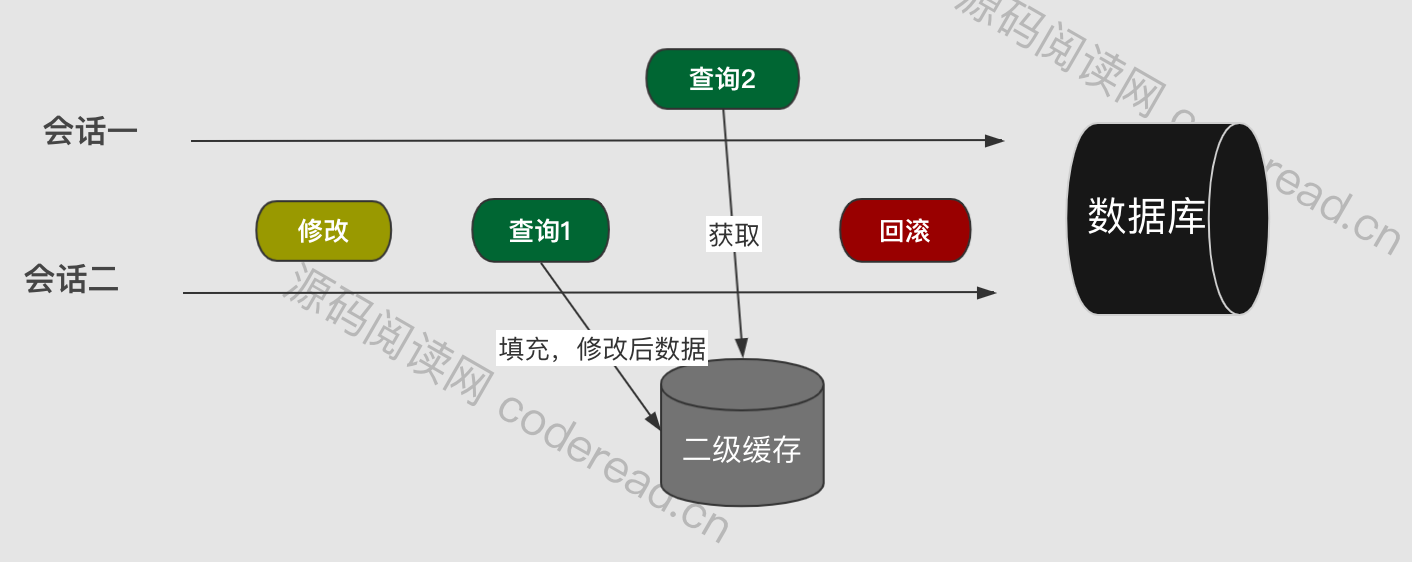 源码阅读网 coderead.cn
查询2
会话一
数据库
修改
查询1
获取
回滚
会话二
源码阅读网 coderead.cn
填充，修改后数据
二级缓存